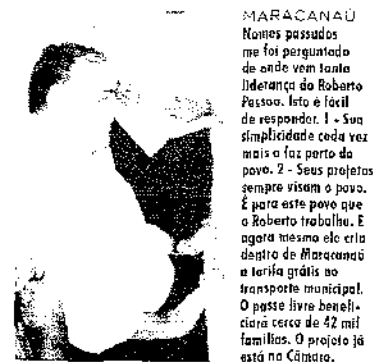 MARACANAÚ
Nomes passados
me foi perguntado
de onde vem tanta
liderança do Roberto
Pessoa. Isto é fácil
de responder. 1 - Sua
simplicidade cada vez
mais o faz perto do
povo. 2 - Seus projetos
sempre visam o povo.
É para este povo que
o Roberto trabalha. E
agora mesmo ele cria
dentro de Maracanaú
a tarifa grátis no
transporte municipal.
O passe livre benefi-
ciará cerca de 42 mil
famílias. O projeto já
está na Câmara.